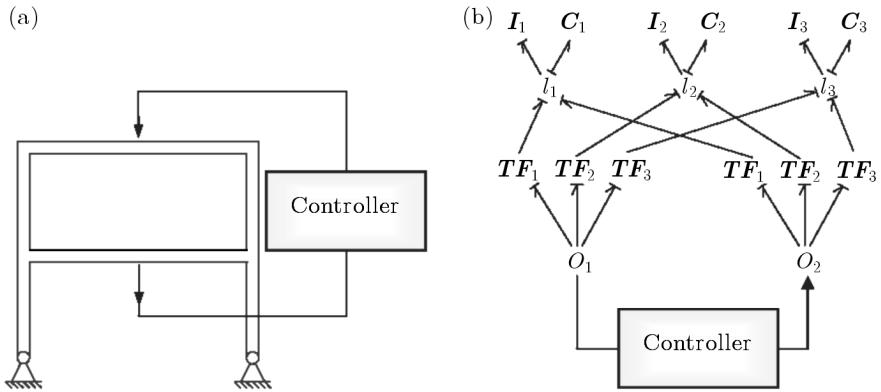 (a)
Controller
(b)
I₁ C₁ I₂ C₂ I₃ C₃
l₁ l₂ l₃
TF₁ TF₂ TF₃ TF₁ TF₂ TF₃
O₁ O₂
Controller